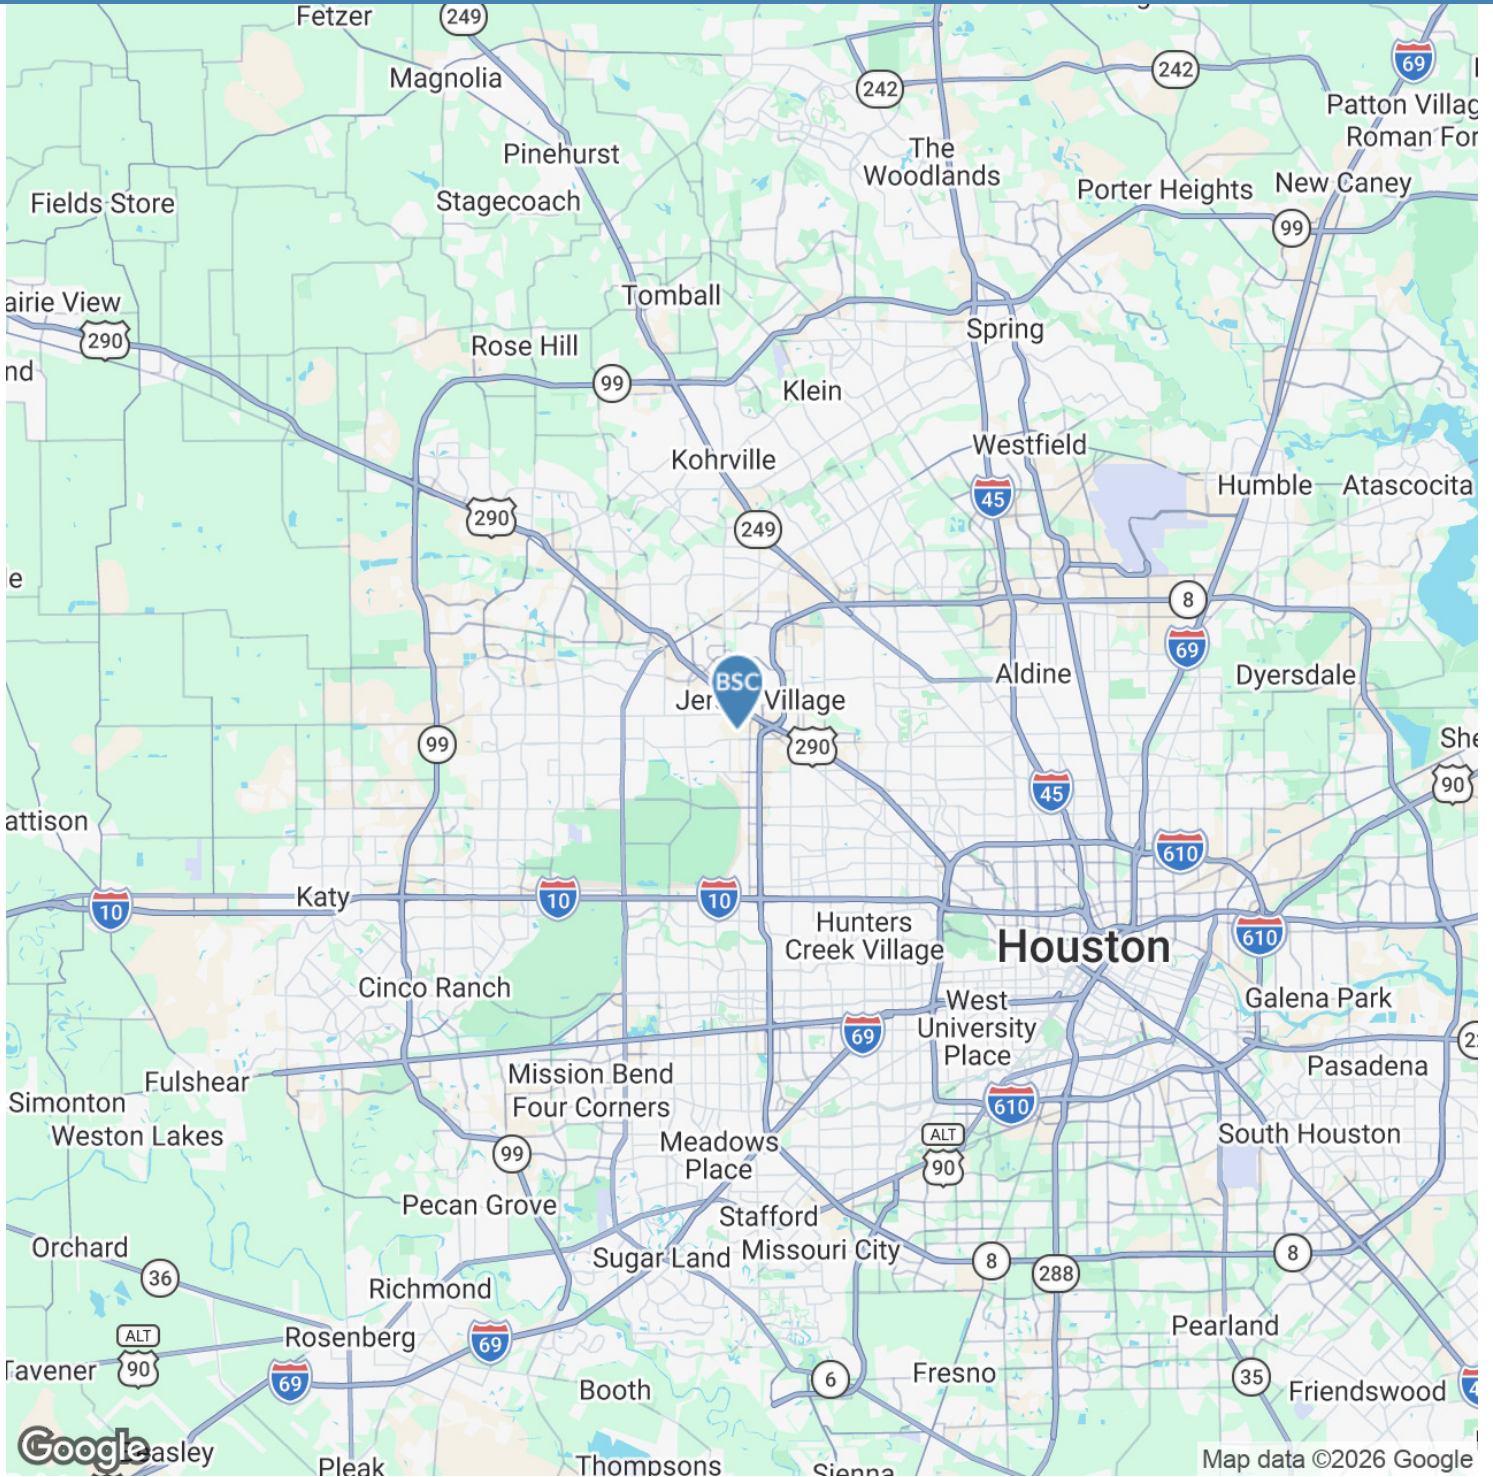 Fetzer
249
Magnolia
242
242
69
Patton Villag
Roman For
Pinehurst
The
Woodlands
Stagecoach
Fields Store
Porter Heights
New Caney
99
airie View
290
Tomball
Spring
Rose Hill
nd
99
Klein
Westfield
Kohrville
Humble
Atascocita
45
290
249
le
8
69
Aldine
Dyersdale
BSC
Jer
Village
99
290
She
90
45
attison
610
Katy
10
10
10
Hunters
Creek Village
Houston
610
Cinco Ranch
Galena Park
West
University
Place
69
Pasadena
Fulshear
Mission Bend
Four Corners
Simonton
Weston Lakes
610
ALT
90
South Houston
Meadows
Place
99
Pecan Grove
Stafford
Orchard
Sugar Land
Missouri City
8
8
36
288
Richmond
Rosenberg
ALT
90
69
Pearland
Tavener
69
6
Fresno
35
Booth
Friendswood
4
Google
easley
Pleak
Thompsons
Sienna
Map data ©2026 Google